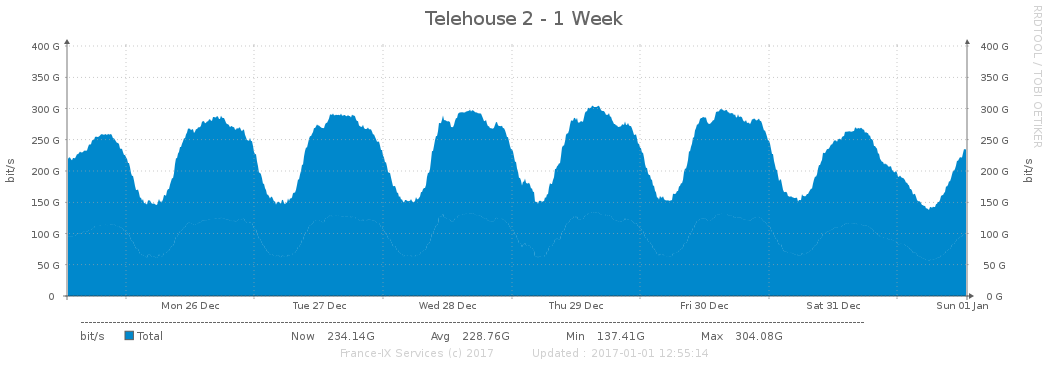 Telehouse 2 - 1 Week
RRDTOOL / TOBI OETIKER
400 G 400 G
350 G 350 G
300 G 300 G
250 G 250 G
200 G 200 G
150 G 150 G
100 G 100 G
50 G 50 G
0 0 G
bit/s bit/s
Mon 26 Dec Tue 27 Dec Wed 28 Dec Thu 29 Dec Fri 30 Dec Sat 31 Dec Sun 01 Jan
bit/s Total Now 234.14G Avg 228.76G Min 137.41G Max 304.08G
France-IX Services (c) 2017 Updated : 2017-01-01 12:55:14